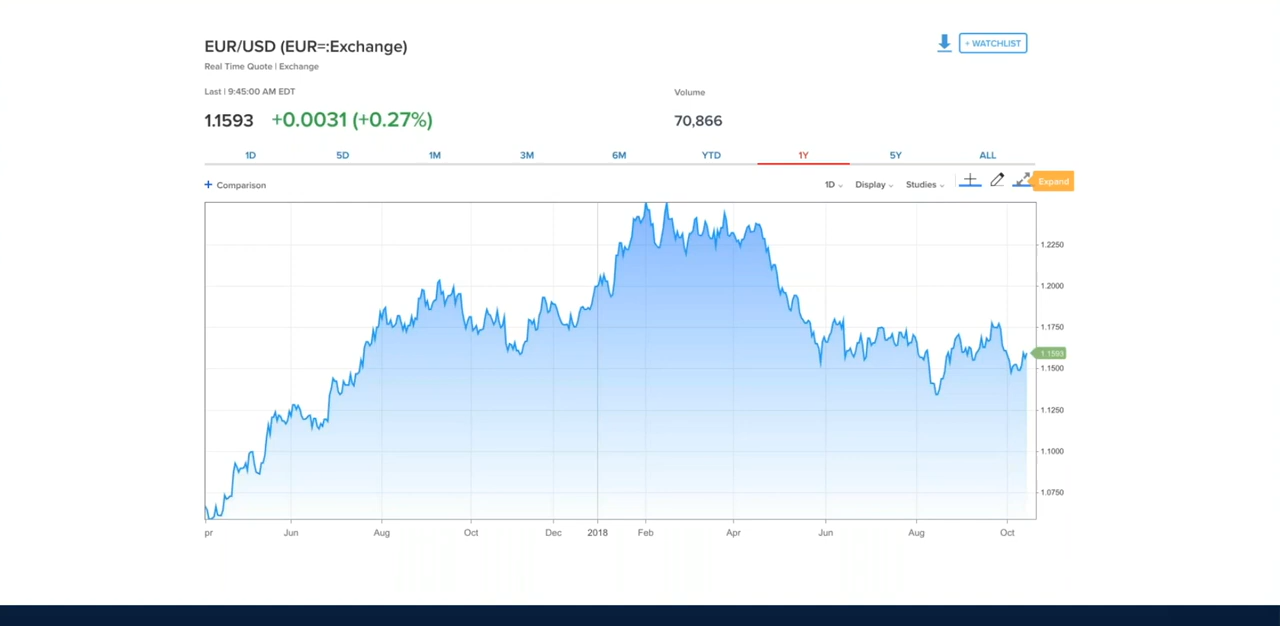 EUR/USD (EUR=:Exchange)
+ WATCHLIST
Real Time Quote | Exchange
Last | 9:45:00 AM EDT
Volume
1.1593 +0.0031 (+0.27%)
70,866
1D 5D 1M 3M 6M YTD 1Y 5Y ALL
+ Comparison
1D Display Studies Expand
1.2250
1.2000
1.1750
1.1593
1.1500
1.1250
1.1000
1.0750
pr Jun Aug Oct Dec 2018 Feb Apr Jun Aug Oct